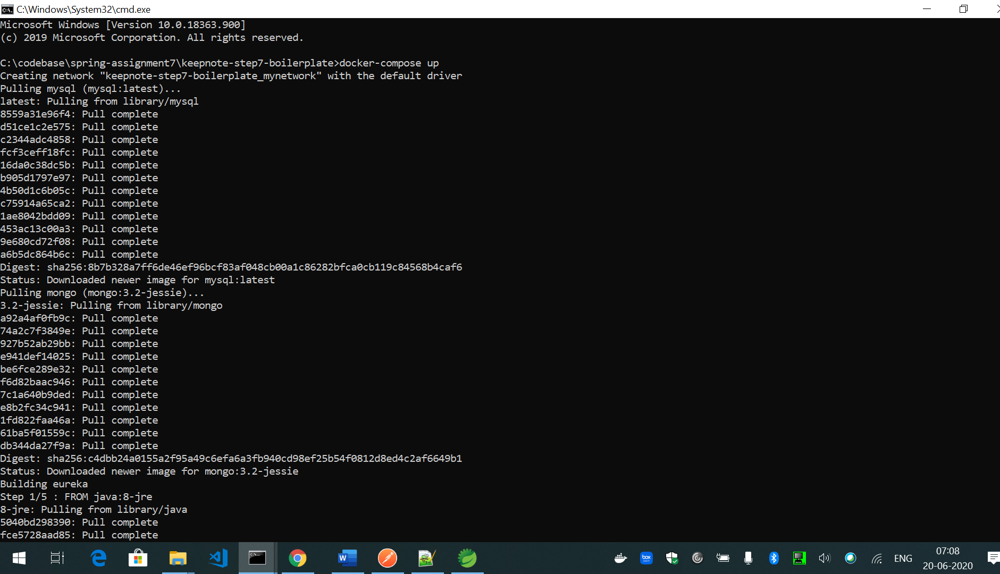 C:\Windows\System32\cmd.exe
Microsoft Windows [Version 10.0.18363.900]
(c) 2019 Microsoft Corporation. All rights reserved.
C:\codebase\spring-assignment7\keepnote-step7-boilerplate>docker-compose up
Creating network "keepnote-step7-boilerplate_mynetwork" with the default driver
Pulling mysql (mysql:latest)...
latest: Pulling from library/mysql
8559a31e96f4: Pull complete
d51ce1c2e575: Pull complete
c2344adc4858: Pull complete
fcf3ceff18fc: Pull complete
16da0c38dc5b: Pull complete
b905d1797e97: Pull complete
4b50d1c6b05c: Pull complete
c75914a65ca2: Pull complete
1ae8042bdd09: Pull complete
453ac13c00a3: Pull complete
9e680cd72f08: Pull complete
a6b5dc864b6c: Pull complete
Digest: sha256:8b7b328a7ff6de46ef96bcf83af048cb00a1c86282bfca0cb119c84568b4caf6
Status: Downloaded newer image for mysql:latest
Pulling mongo (mongo:3.2-jessie)...
3.2-jessie: Pulling from library/mongo
a92a4af0fb9c: Pull complete
74a2c7f3849e: Pull complete
927b52ab29bb: Pull complete
e941def14025: Pull complete
be6fce289e32: Pull complete
f6d82baac946: Pull complete
7c1a640b9ded: Pull complete
e8b2fc34c941: Pull complete
1fd822faa46a: Pull complete
61ba5f01559c: Pull complete
db344da27f9a: Pull complete
Digest: sha256:c4dbb24a0155a2f95a49c6efa6a3fb940cd98ef25b54f0812d8ed4c2af6649b1
Status: Downloaded newer image for mongo:3.2-jessie
Building eureka
Step 1/5 : FROM java:8-jre
8-jre: Pulling from library/java
5040bd298390: Pull complete
fce5728aad85: Pull complete
box
ENG
07:08
20-06-2020